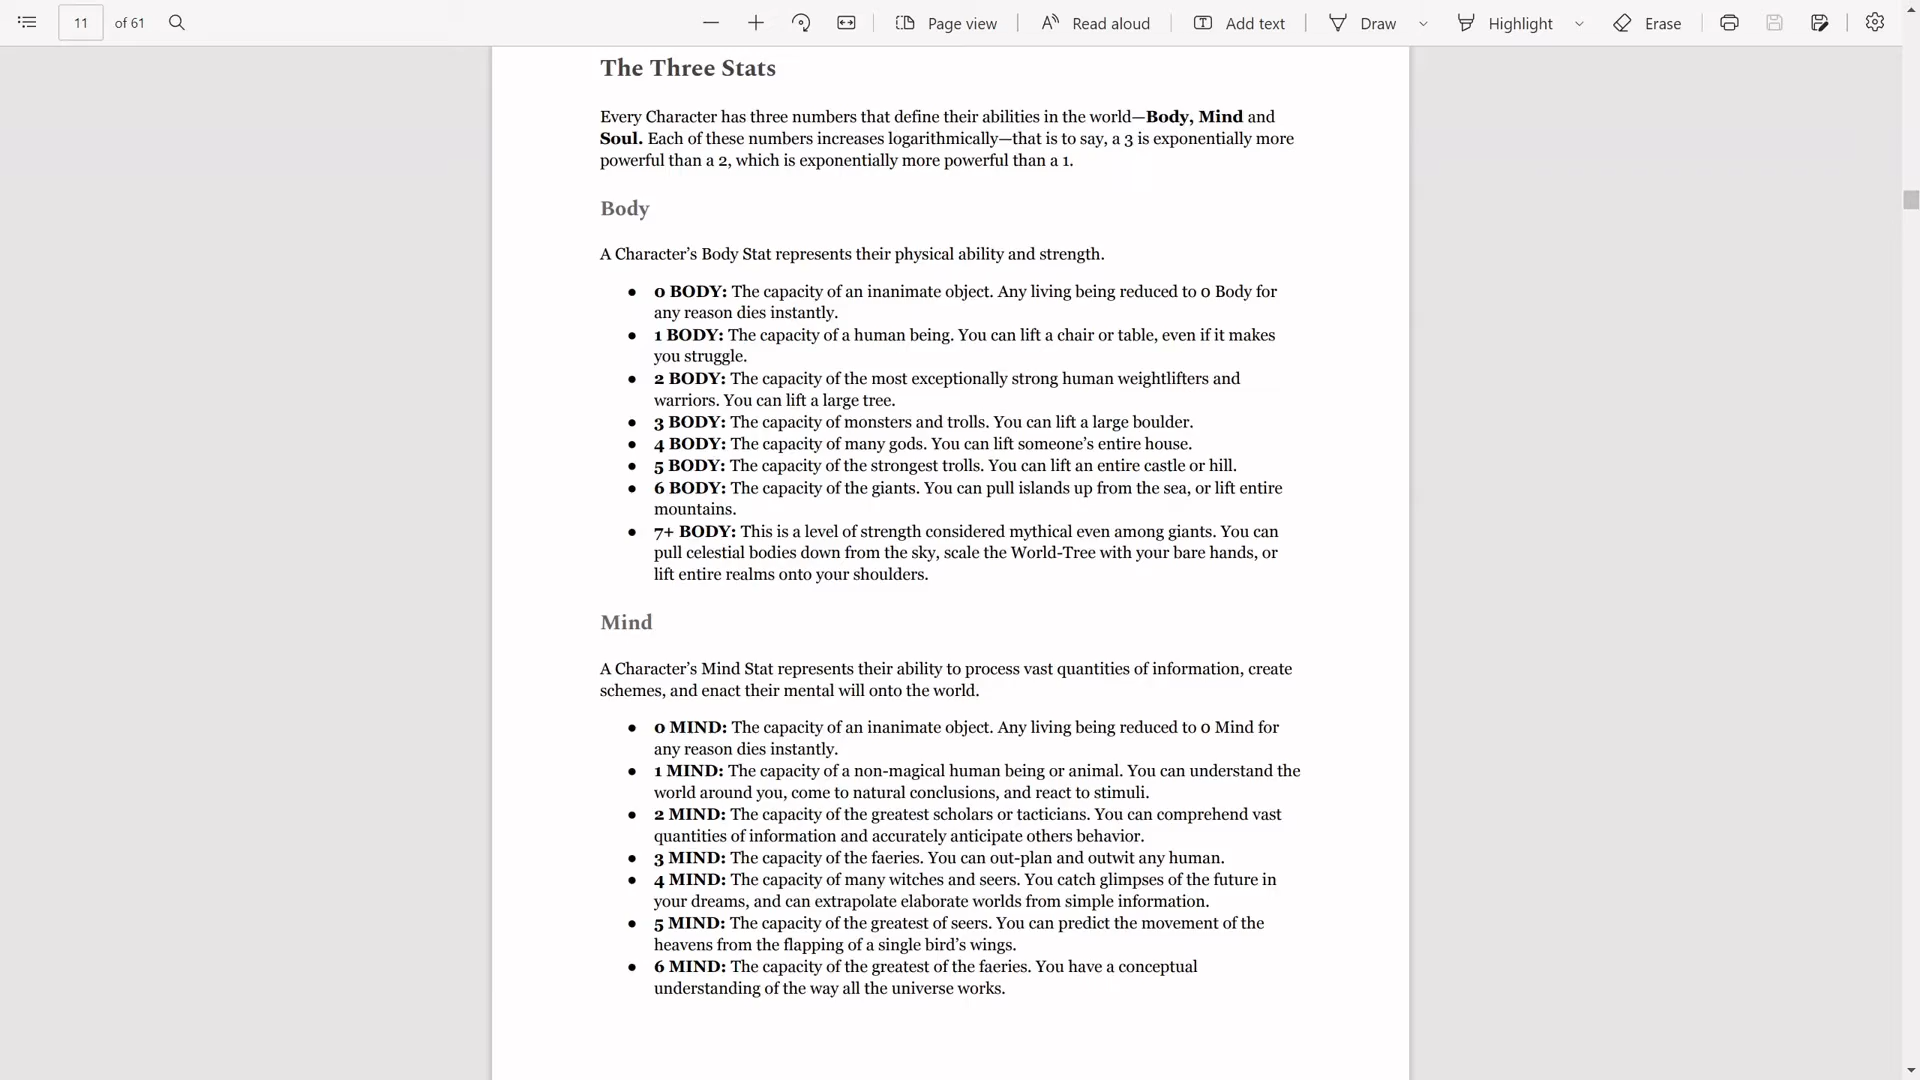 11 of 61 Page view Read aloud Add text Draw Highlight Erase
The Three Stats
Every Character has three numbers that define their abilities in the world—Body, Mind and
Soul. Each of these numbers increases logarithmically—that is to say, a 3 is exponentially more
powerful than a 2, which is exponentially more powerful than a 1.
Body
A Character’s Body Stat represents their physical ability and strength.
● 0 BODY: The capacity of an inanimate object. Any living being reduced to 0 Body for
any reason dies instantly.
● 1 BODY: The capacity of a human being. You can lift a chair or table, even if it makes
you struggle.
● 2 BODY: The capacity of the most exceptionally strong human weightlifters and
warriors. You can lift a large tree.
● 3 BODY: The capacity of monsters and trolls. You can lift a large boulder.
● 4 BODY: The capacity of many gods. You can lift someone’s entire house.
● 5 BODY: The capacity of the strongest trolls. You can lift an entire castle or hill.
● 6 BODY: The capacity of the giants. You can pull islands up from the sea, or lift entire
mountains.
● 7+ BODY: This is a level of strength considered mythical even among giants. You can
pull celestial bodies down from the sky, scale the World-Tree with your bare hands, or
lift entire realms onto your shoulders.
Mind
A Character’s Mind Stat represents their ability to process vast quantities of information, create
schemes, and enact their mental will onto the world.
● 0 MIND: The capacity of an inanimate object. Any living being reduced to 0 Mind for
any reason dies instantly.
● 1 MIND: The capacity of a non-magical human being or animal. You can understand the
world around you, come to natural conclusions, and react to stimuli.
● 2 MIND: The capacity of the greatest scholars or tacticians. You can comprehend vast
quantities of information and accurately anticipate others behavior.
● 3 MIND: The capacity of the faeries. You can out-plan and outwit any human.
● 4 MIND: The capacity of many witches and seers. You catch glimpses of the future in
your dreams, and can extrapolate elaborate worlds from simple information.
● 5 MIND: The capacity of the greatest of seers. You can predict the movement of the
heavens from the flapping of a single bird’s wings.
● 6 MIND: The capacity of the greatest of the faeries. You have a conceptual
understanding of the way all the universe works.